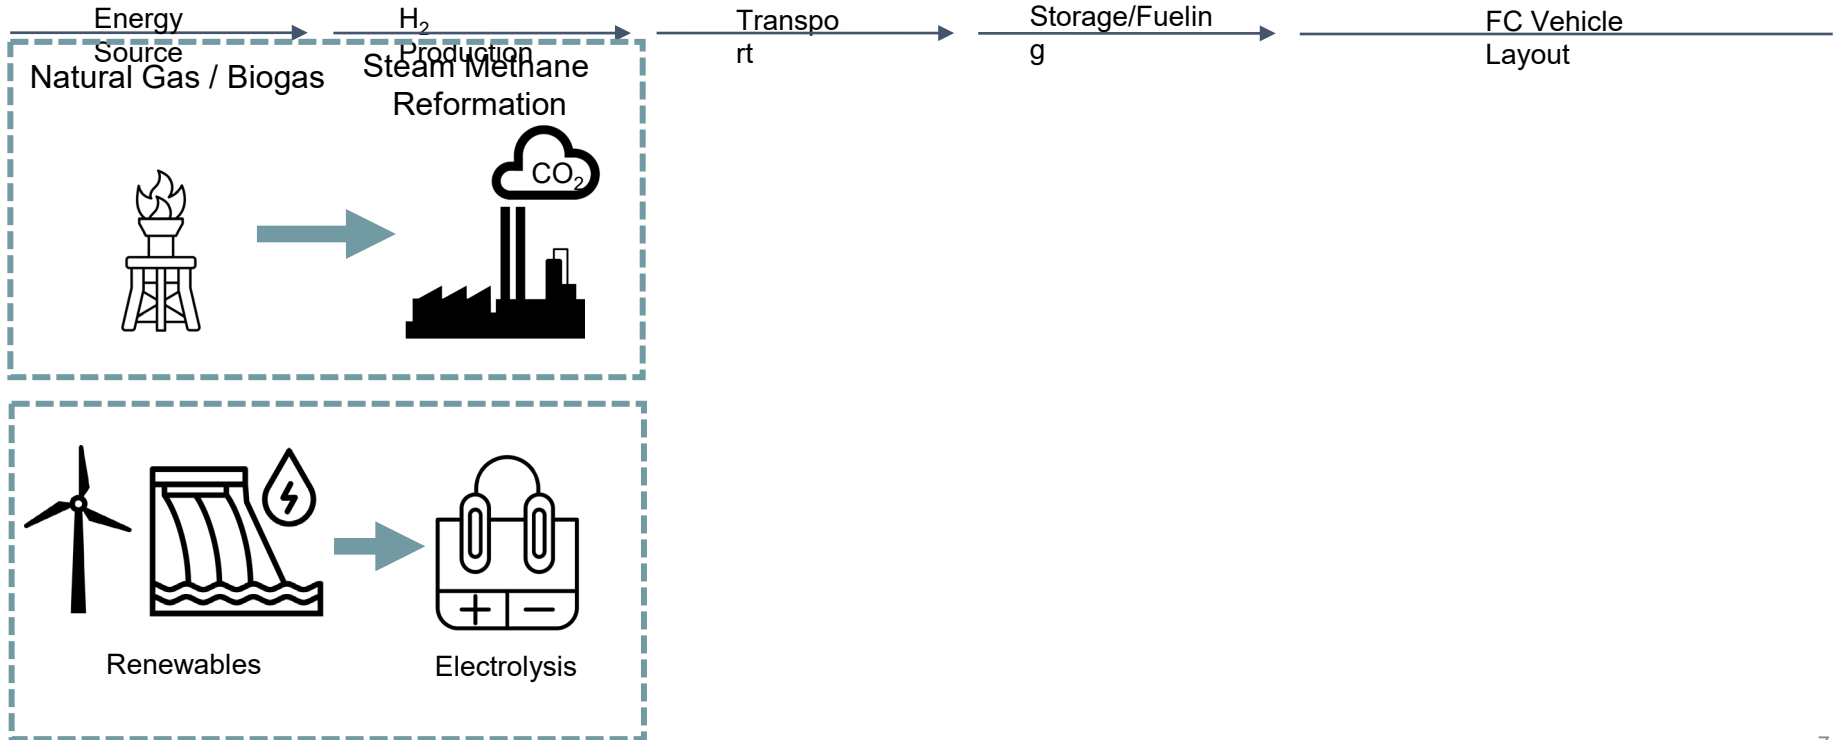 Energy
Source
H₂
Production
Transpo
rt
Storage/Fuelin
g
FC Vehicle
Layout
Natural Gas / Biogas
Steam Methane
Reformation
CO₂
Renewables
Electrolysis